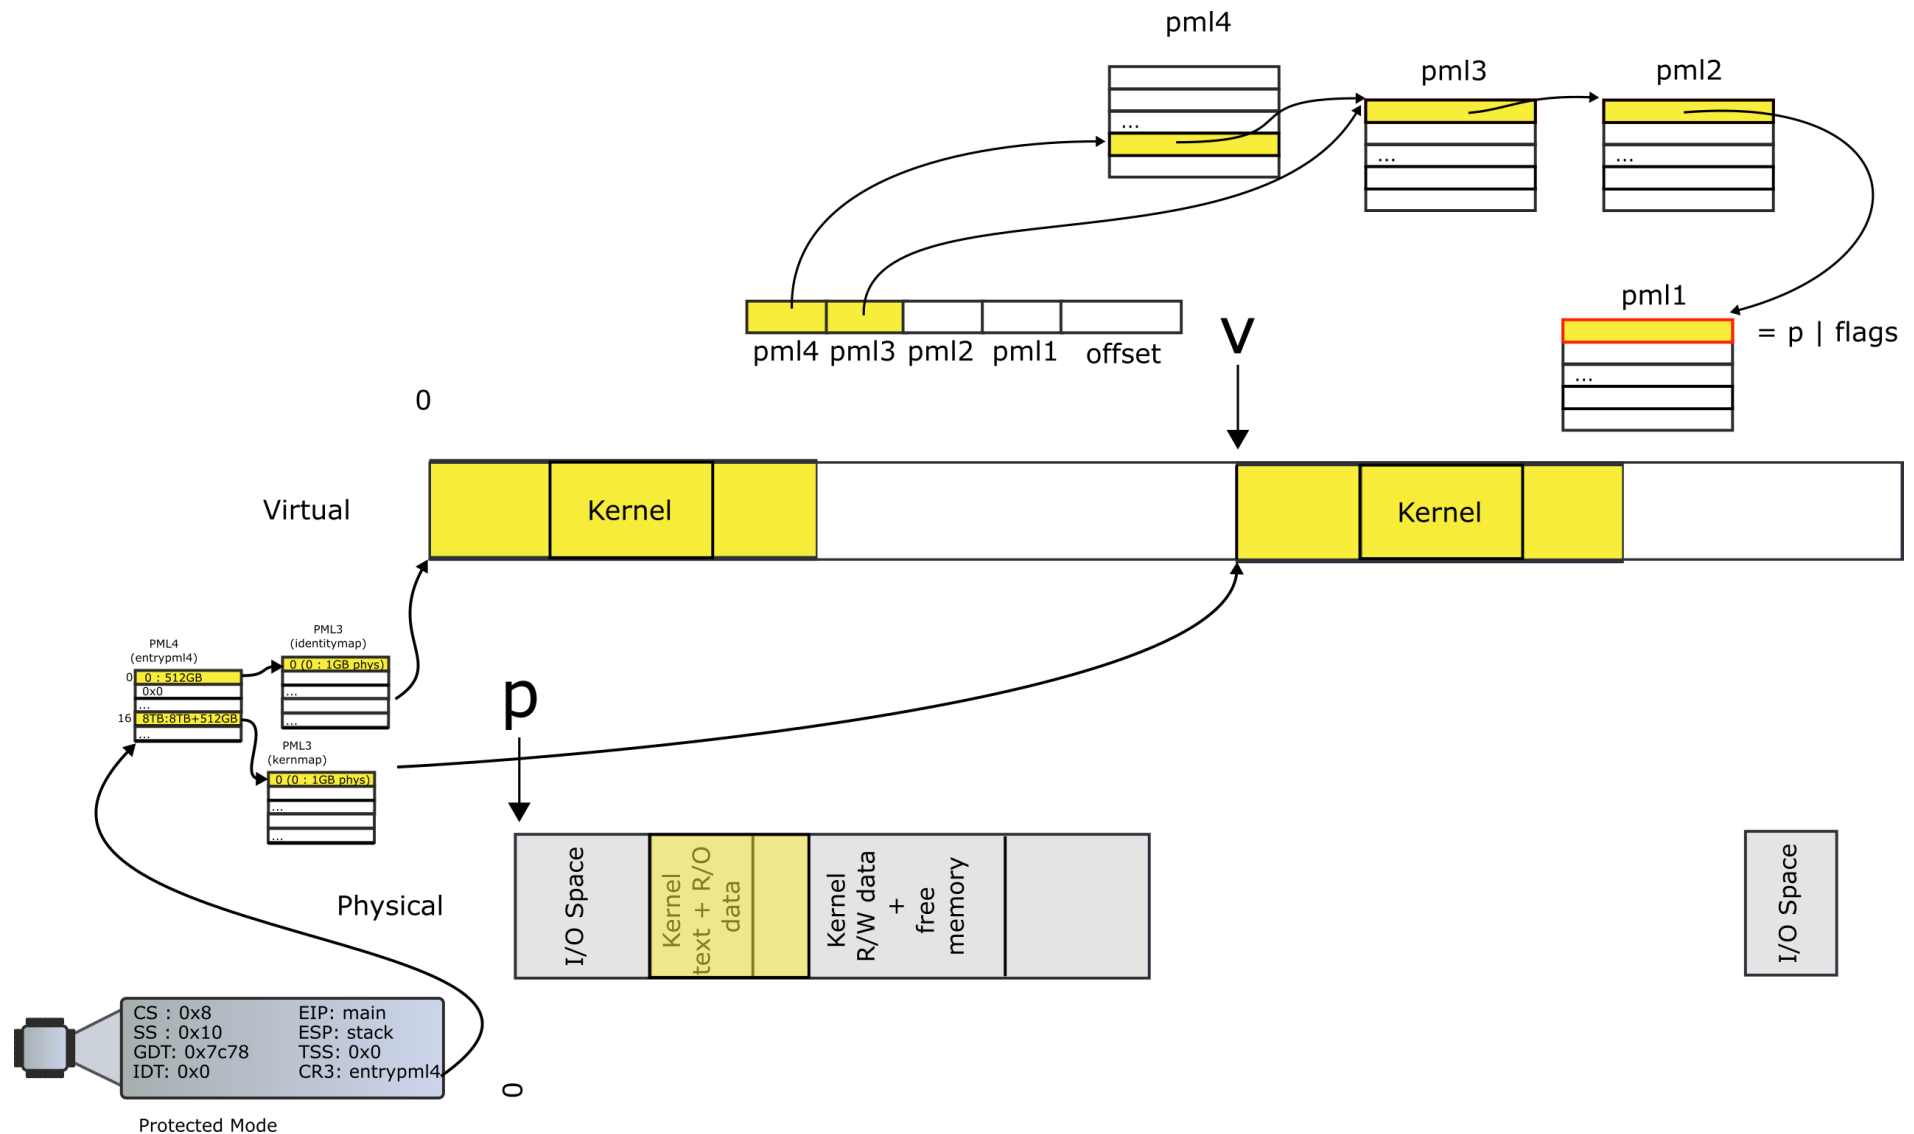 pml4
pml3
pml2
...
...
...
pml1
= p | flags
...
pml4 pml3 pml2 pml1 offset
v
0
Virtual
Kernel
Kernel
PML4
(entrypml4)
0
0 : 512GB
0x0
...
16
8TB:8TB+512GB
...
PML3
(identitymap)
0 (0 : 1GB phys)
...
...
PML3
(kernmap)
0 (0 : 1GB phys)
...
...
p
Physical
I/O Space
Kernel
text + R/O
data
Kernel
R/W data
+
free
memory
I/O Space
CS : 0x8
SS : 0x10
GDT: 0x7c78
IDT: 0x0
EIP: main
ESP: stack
TSS: 0x0
CR3: entrypml4
0
Protected Mode